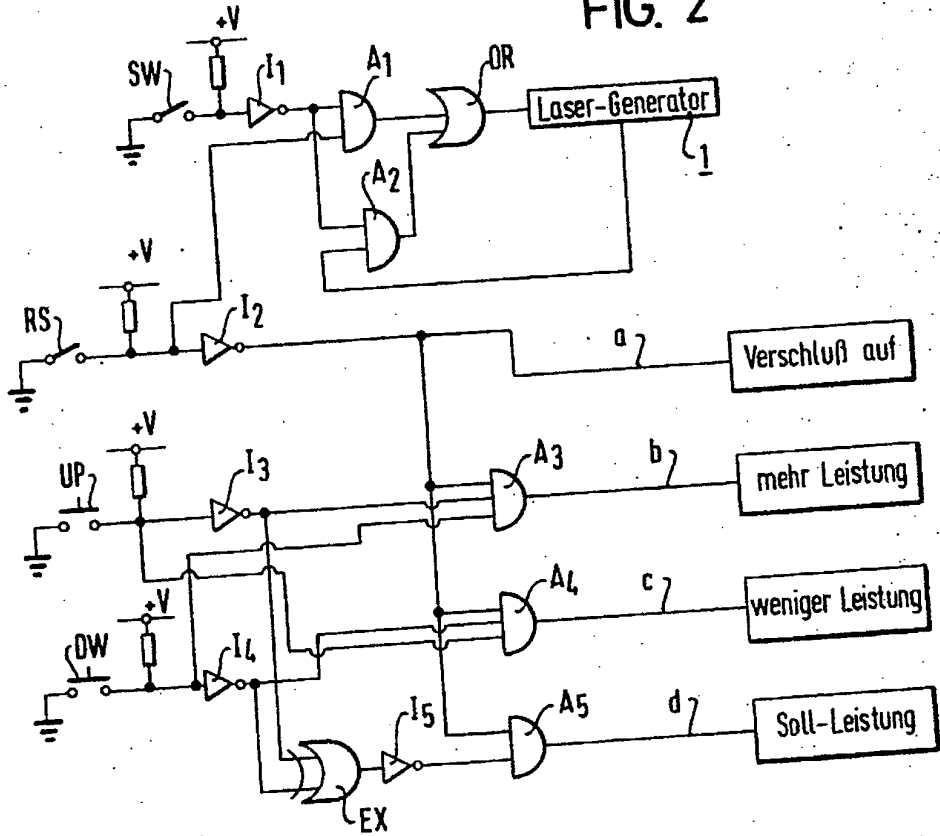 FIG. 2
+V
SW
I1
A1
OR
Laser-Generator
1
A2
+V
RS
I2
a
Verschluß auf
+V
UP
I3
A3
b
mehr Leistung
+V
DW
I4
A4
c
weniger Leistung
I5
A5
d
Soll-Leistung
EX